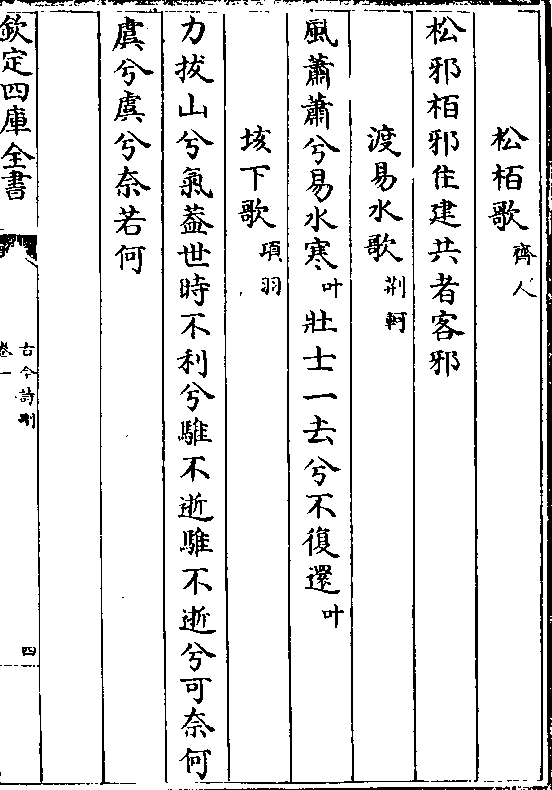 松柏歌 齊人
松邪栢邪住建共者客邪
渡易水歌 荆軻
風蕭蕭兮易水寒叶壯士一去兮不復還叶
垓下歌 項羽
力拔山兮氣葢世時不利兮騅不逝騅不逝兮可奈何
虞兮虞兮奈若何
欽定四庫全書
古今詩刪
卷一
四